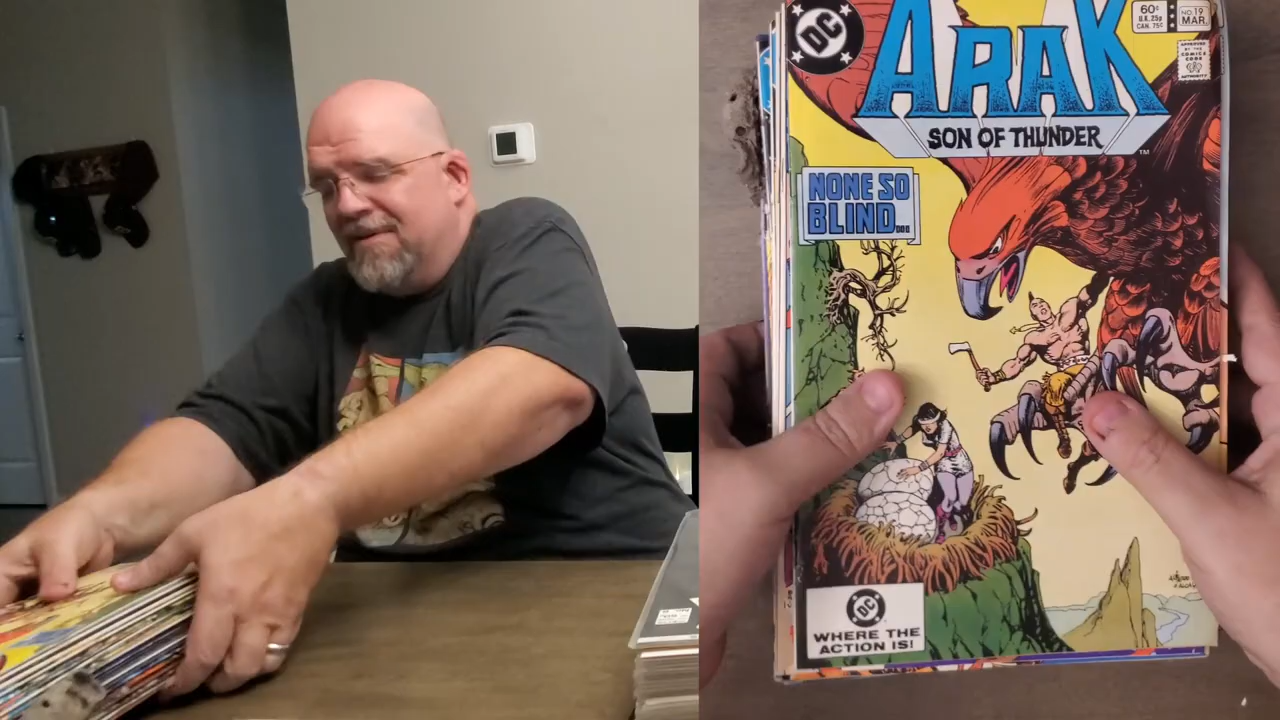 DC
ARAK
SON OF THUNDER
TM
60¢
U.K. 25p
CAN. 75¢
NO. 19
MAR.
APPROVED
BY THE
COMICS
CODE
AUTHORITY
NONE SO
BLIND...
DC
WHERE THE
ACTION IS!